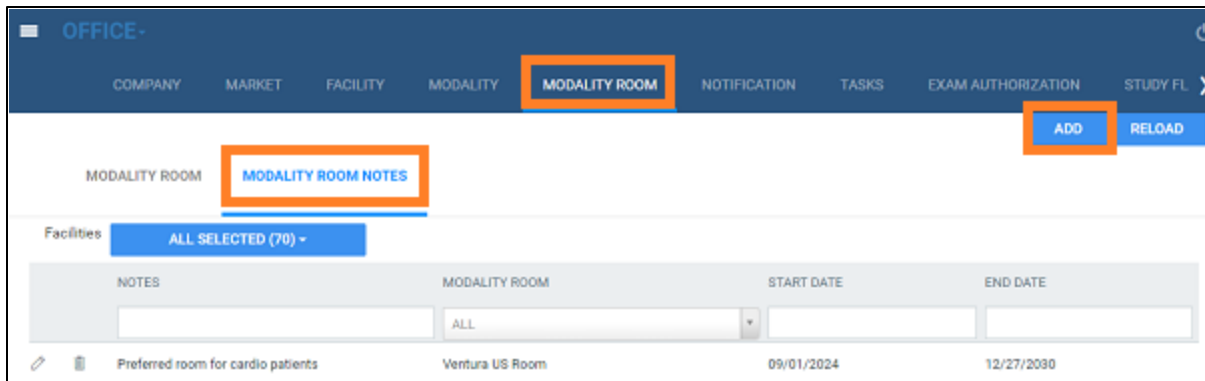 OFFICE-
COMPANY MARKET FACILITY MODALITY MODALITY ROOM NOTIFICATION TASKS EXAM AUTHORIZATION STUDY FL
ADD RELOAD
MODALITY ROOM MODALITY ROOM NOTES
Facilities ALL SELECTED (70)
NOTES MODALITY ROOM START DATE END DATE
ALL
Preferred room for cardio patients Ventura US Room 09/01/2024 12/27/2030